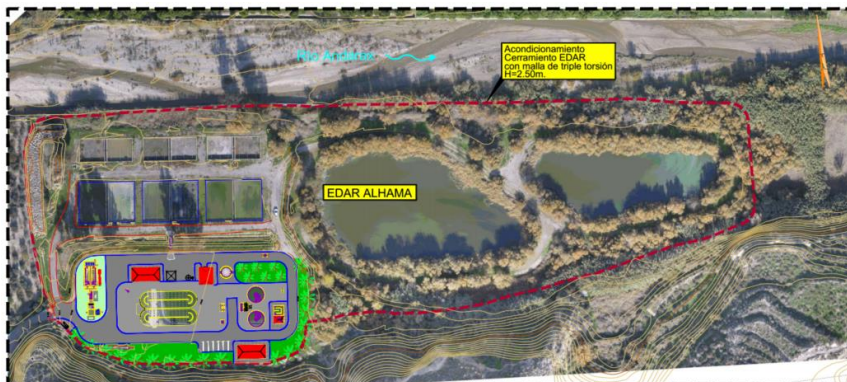 Río Andarax
Acondicionamiento
Cerramiento EDAR
con malla de triple torsión
H=2.50m.
EDAR ALHAMA